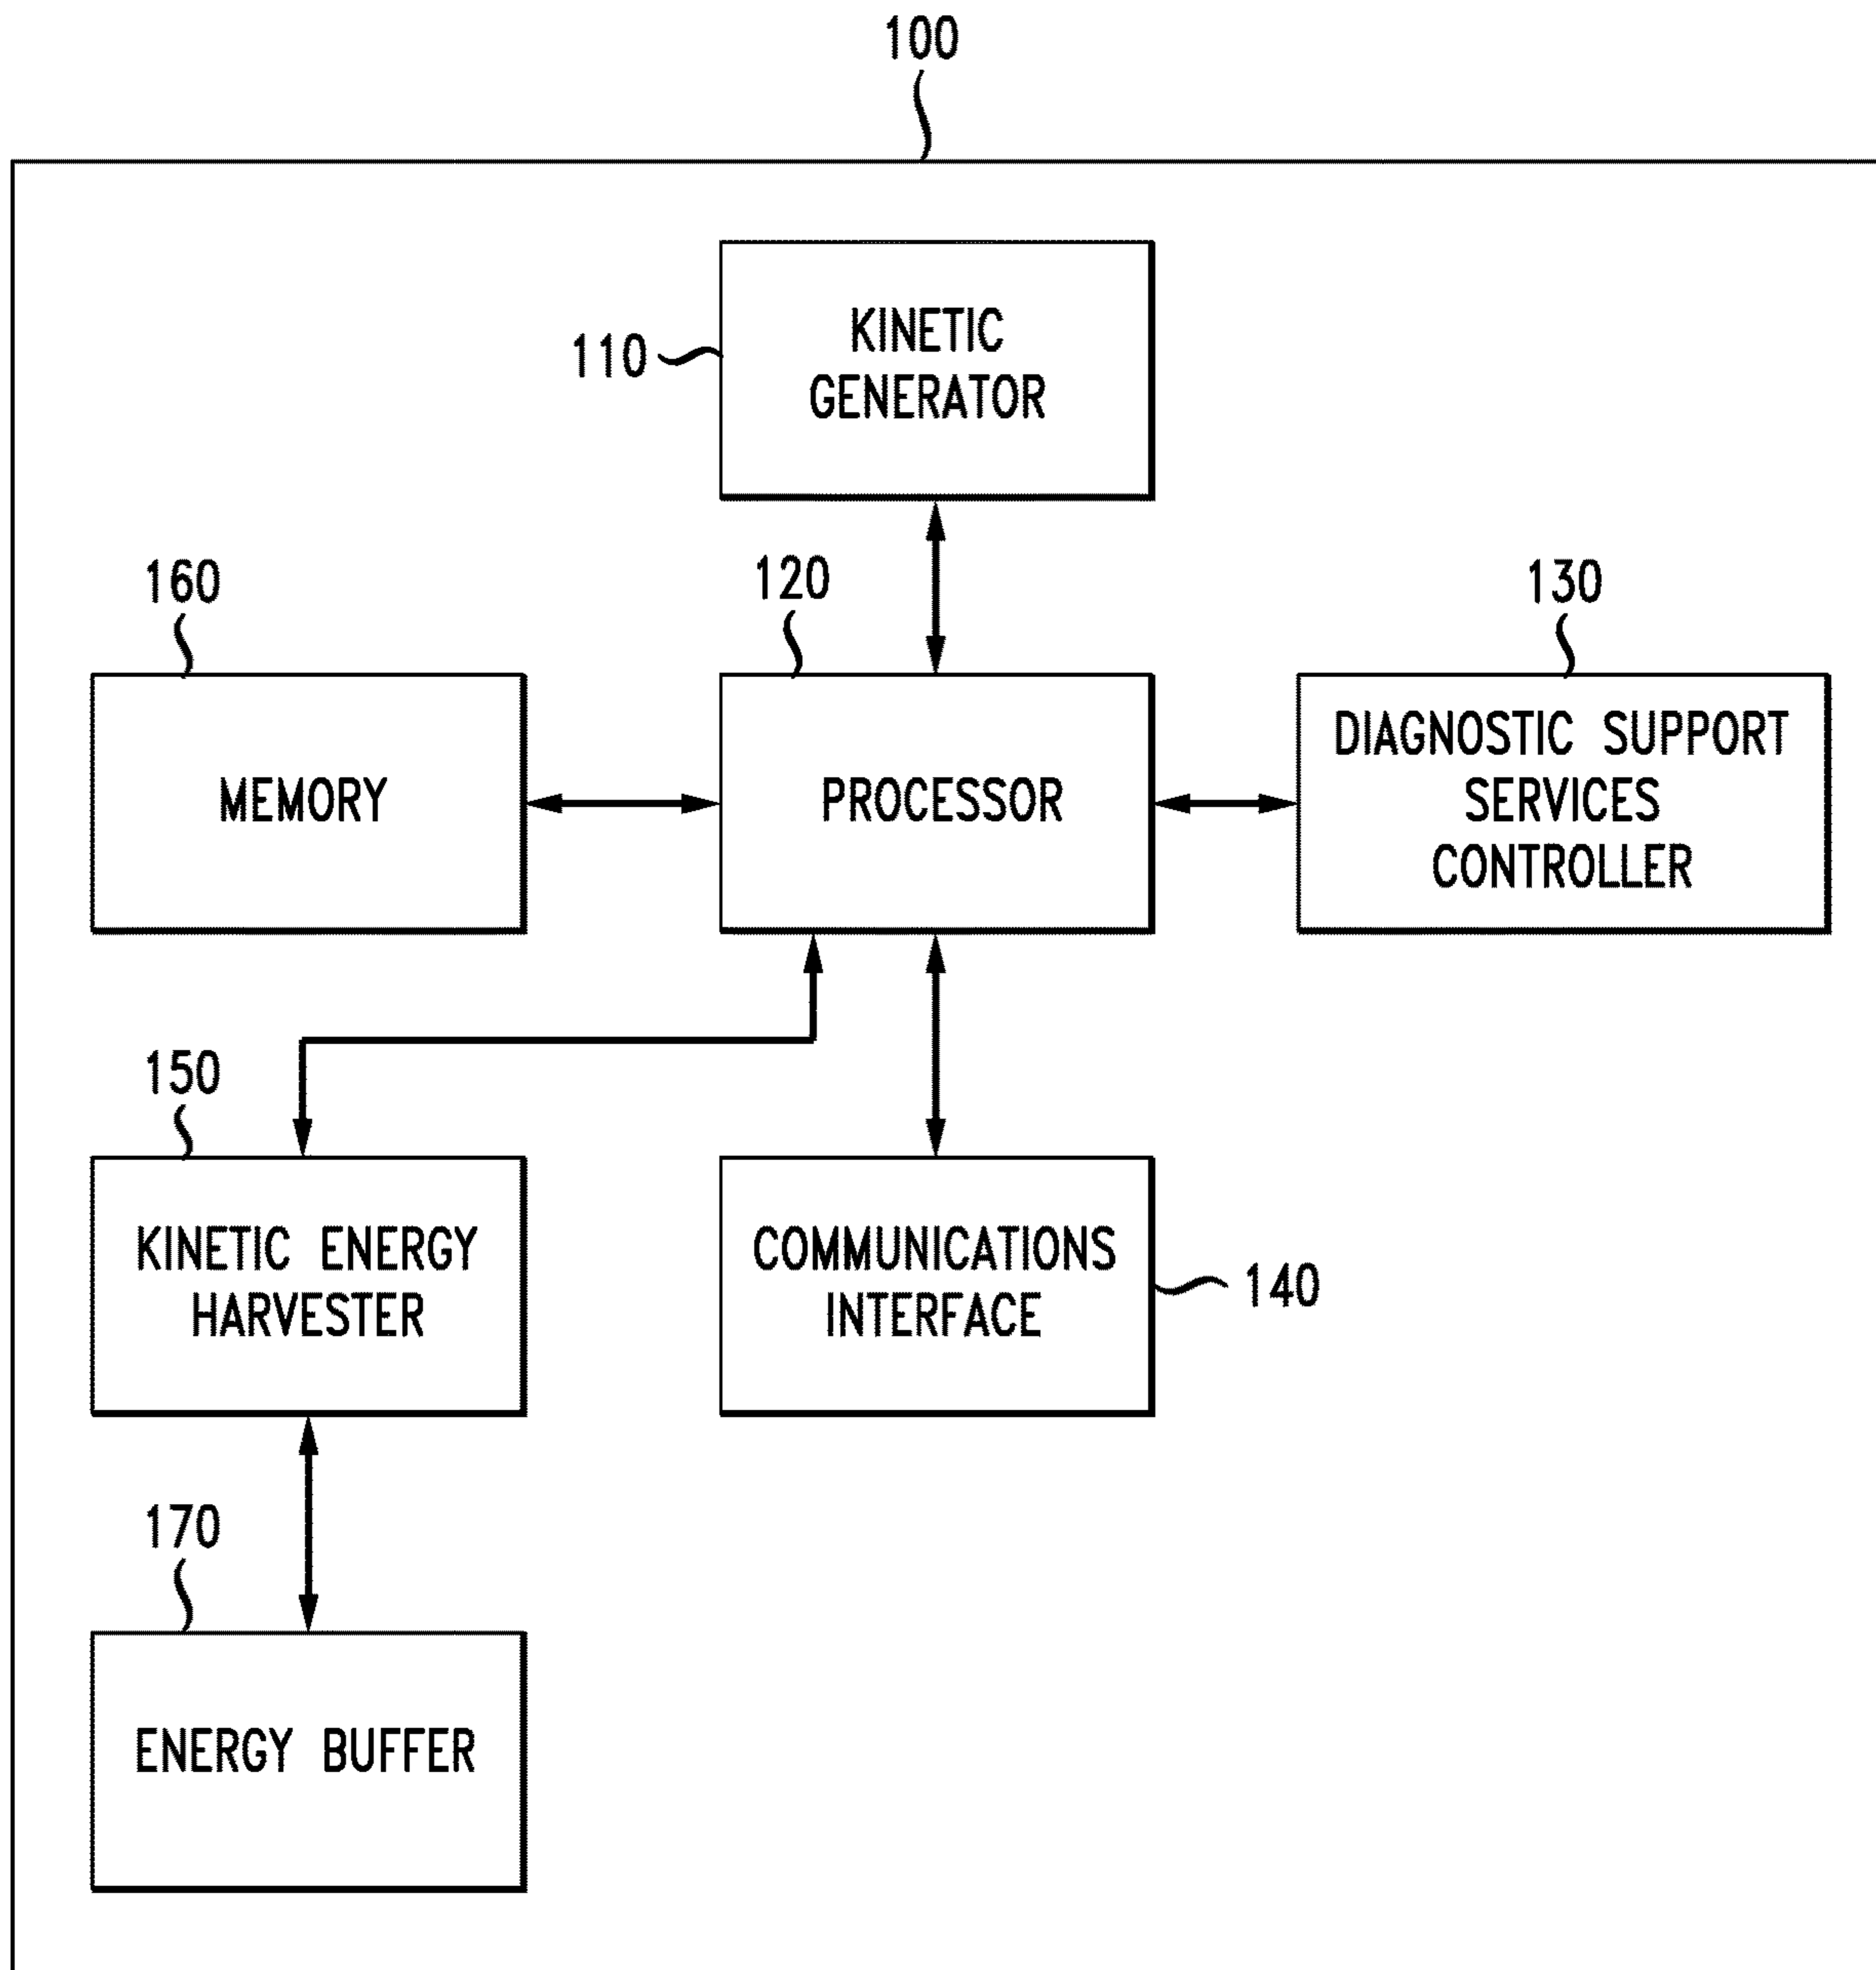 100
110
KINETIC
GENERATOR
160
120
130
MEMORY
PROCESSOR
DIAGNOSTIC SUPPORT
SERVICES
CONTROLLER
150
KINETIC ENERGY
HARVESTER
COMMUNICATIONS
INTERFACE
140
170
ENERGY BUFFER